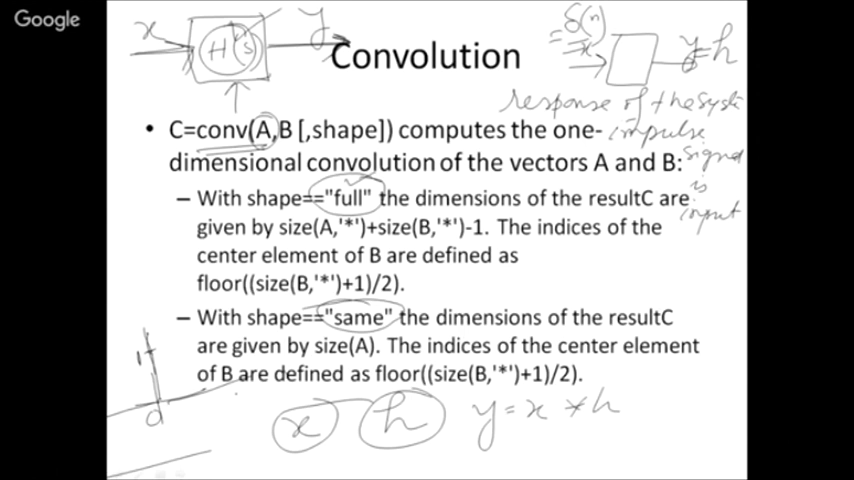 Google
x
H(s)
y
δ(n)
= x
y=h
Convolution
response of the syste
• C=conv(A,B [,shape]) computes the one-
impulse
dimensional convolution of the vectors A and B:
signal
is
input
– With shape=="full" the dimensions of the resultC are
given by size(A,'*')+size(B,'*')-1. The indices of the
center element of B are defined as
floor((size(B,'*')+1)/2).
– With shape=="same" the dimensions of the resultC
are given by size(A). The indices of the center element
of B are defined as floor((size(B,'*')+1)/2).
x h y = x * h